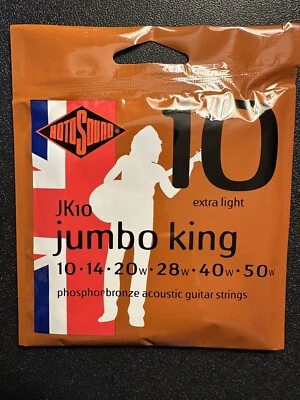 ROTOSOUND
10
extra light
JK10
jumbo king
10·14·20w·28w·40w·50w
phosphor bronze acoustic guitar strings